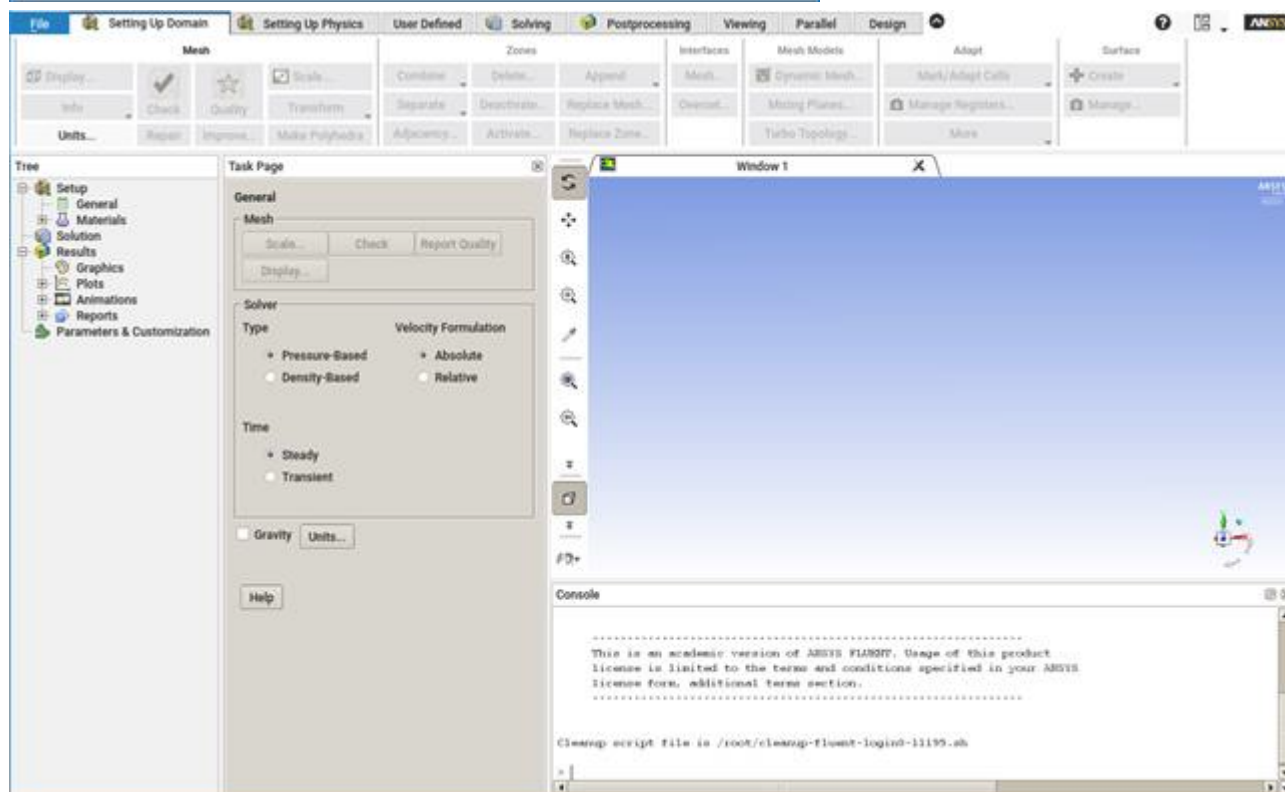 File Setting Up Domain Setting Up Physics User Defined Solving Postprocessing Viewing Parallel Design
Mesh Zones Interfaces Mesh Models Adapt Surface
Display... Scale... Combine Delete... Append Mesh... Dynamic Mesh... Mark/Adapt Cells Create
Info Check Quality Transform Separate Deactivate... Replace Mesh... Overset... Mixing Planes... Manage Registers... Manage...
Units... Repair Improve... Make Polyhedra Adjacency... Activate... Replace Zone... Turbo Topology... More
Tree
Setup
General
Materials
Solution
Results
Graphics
Plots
Animations
Reports
Parameters & Customization
Task Page
General
Mesh
Scale... Check Report Quality
Display...
Solver
Type Velocity Formulation
Pressure-Based Absolute
Density-Based Relative
Time
Steady
Transient
Gravity Units...
Help
Window 1
Console
This is an academic version of ANSYS FLUENT. Usage of this product
license is limited to the terms and conditions specified in your ANSYS
license form, additional terms section.
Cleanup script file is /root/cleanup-fluent-login0-11195.sh
>